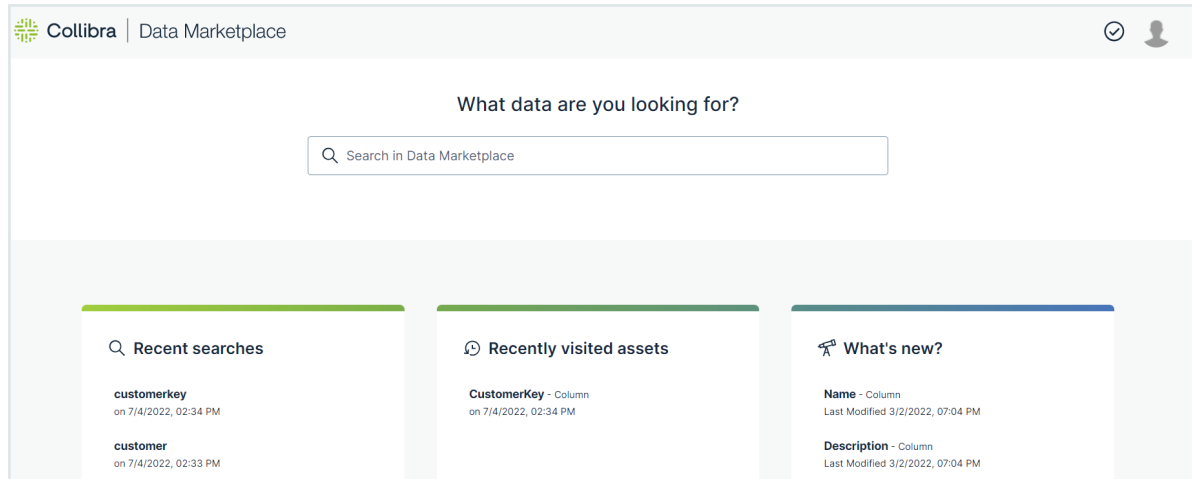 Collibra | Data Marketplace
What data are you looking for?
Search in Data Marketplace
Recent searches
customerkey
on 7/4/2022, 02:34 PM
customer
on 7/4/2022, 02:33 PM
Recently visited assets
CustomerKey - Column
on 7/4/2022, 02:34 PM
What's new?
Name - Column
Last Modified 3/2/2022, 07:04 PM
Description - Column
Last Modified 3/2/2022, 07:04 PM